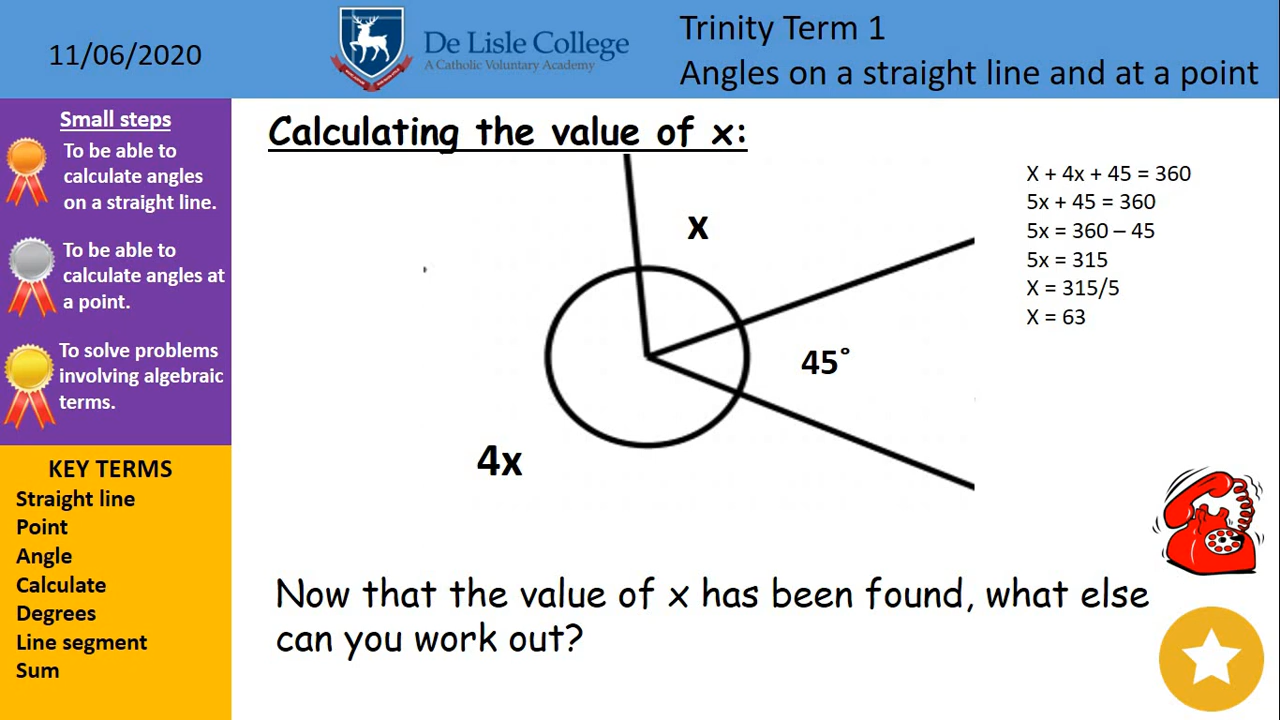 11/06/2020
De Lisle College
A Catholic Voluntary Academy
Trinity Term 1
Angles on a straight line and at a point
Small steps
To be able to
calculate angles
on a straight line.
To be able to
calculate angles at
a point.
To solve problems
involving algebraic
terms.
KEY TERMS
Straight line
Point
Angle
Calculate
Degrees
Line segment
Sum
Calculating the value of x:
x
45°
4x
X + 4x + 45 = 360
5x + 45 = 360
5x = 360 – 45
5x = 315
X = 315/5
X = 63
Now that the value of x has been found, what else
can you work out?